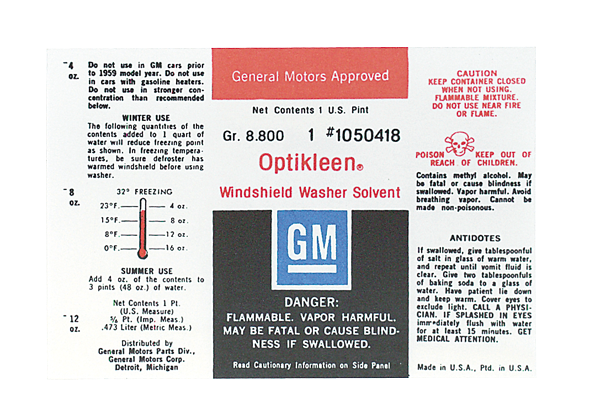 -4
oz.
Do not use in GM cars prior
to 1959 model year. Do not use
in cars with gasoline heaters.
Do not use in stronger con-
centration than recommended
below.
WINTER USE
The following quantities of the
contents added to 1 quart of
water will reduce freezing point
as shown. In freezing tempera-
tures, be sure defroster has
warmed windshield before using
washer.
-8
oz.
32° FREEZING
23°F. 4 oz.
15°F. 8 oz.
8°F. 12 oz.
0°F. 16 oz.
SUMMER USE
Add 4 oz. of the contents to
3 pints (48 oz.) of water.
Net Contents 1 Pt.
(U.S. Measure)
-12
oz.
⅚ Pt. (Imp. Meas.)
.473 Liter (Metric Meas.)
Distributed by
General Motors Parts Div.,
General Motors Corp.
Detroit, Michigan
General Motors Approved
Net Contents 1 U.S. Pint
Gr. 8.800 1 #1050418
Optikleen®
Windshield Washer Solvent
GM
DANGER:
FLAMMABLE. VAPOR HARMFUL.
MAY BE FATAL OR CAUSE BLIND-
NESS IF SWALLOWED.
Read Cautionary Information on Side Panel
CAUTION
KEEP CONTAINER CLOSED
WHEN NOT USING.
FLAMMABLE MIXTURE.
DO NOT USE NEAR FIRE
OR FLAME.
POISON KEEP OUT OF
REACH OF CHILDREN.
Contains methyl alcohol. May
be fatal or cause blindness if
swallowed. Vapor harmful. Avoid
breathing vapor. Cannot be
made non-poisonous.
ANTIDOTES
If swallowed, give tablespoonful
of salt in glass of warm water,
and repeat until vomit fluid is
clear. Give two tablespoonfuls
of baking soda to a glass of
water. Have patient lie down
and keep warm. Cover eyes to
exclude light. CALL A PHYSI-
CIAN. IF SPLASHED IN EYES
immediately flush with water
for at least 15 minutes. GET
MEDICAL ATTENTION.
Made in U.S.A., Ptd. in U.S.A.